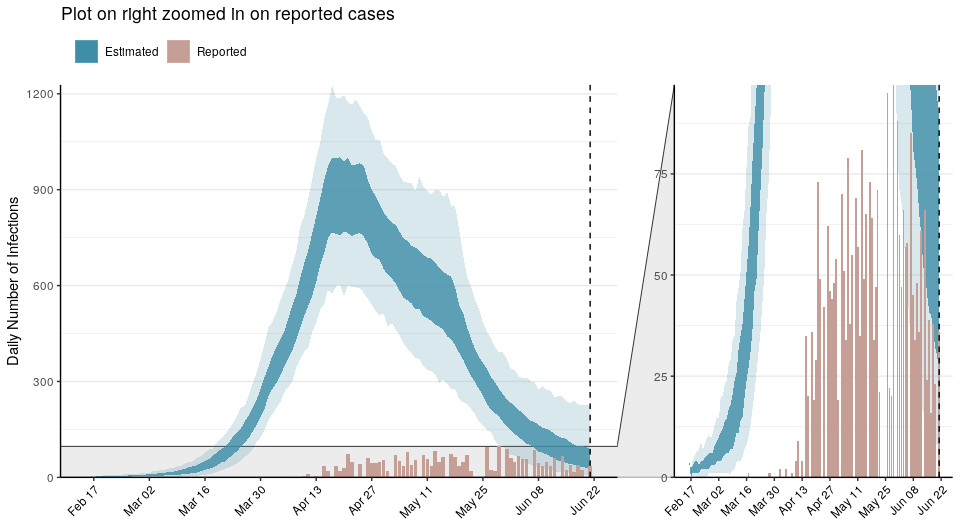 Plot on right zoomed in on reported cases
Estimated
Reported
Daily Number of Infections
1200
900
600
300
0
Feb 17
Mar 02
Mar 16
Mar 30
Apr 13
Apr 27
May 11
May 25
Jun 08
Jun 22
75
50
25
0
Feb 17
Mar 02
Mar 16
Mar 30
Apr 13
Apr 27
May 11
May 25
Jun 08
Jun 22